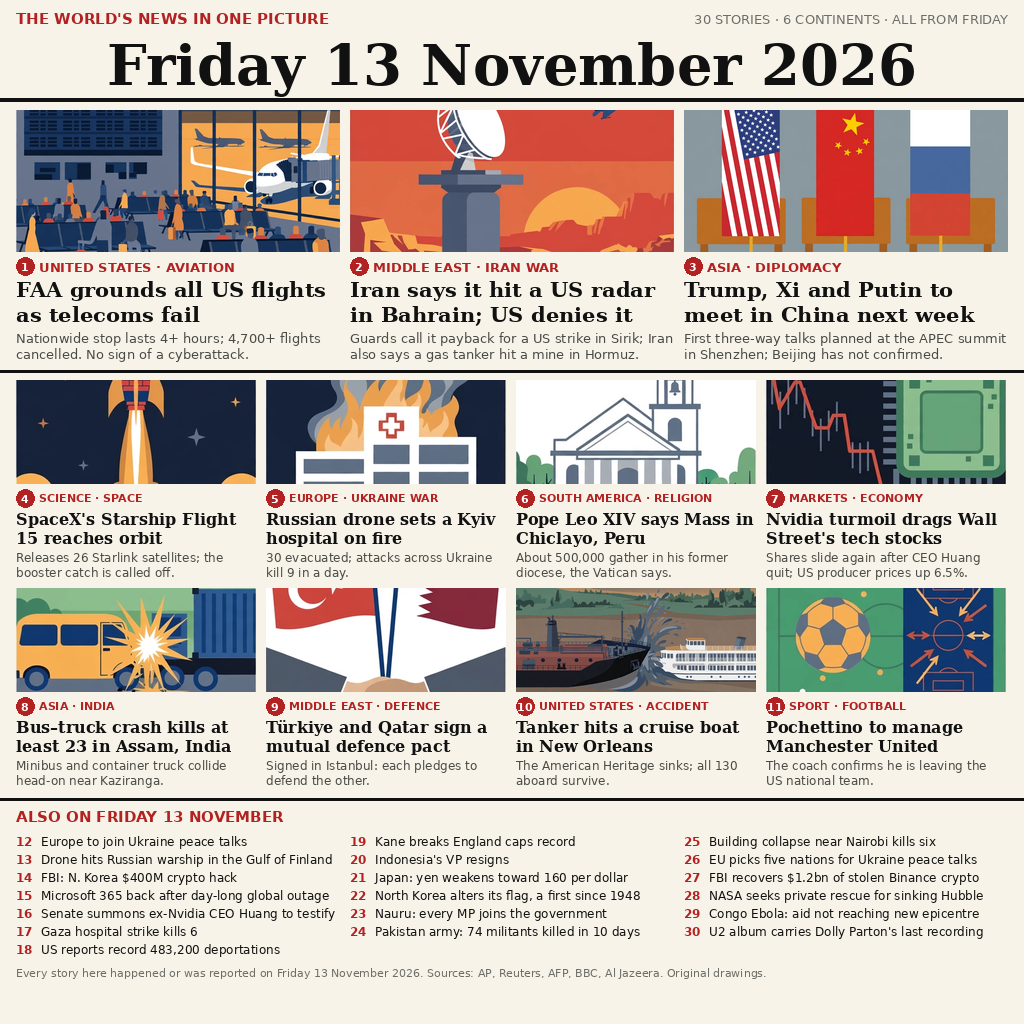 THE WORLD'S NEWS IN ONE PICTURE
30 STORIES · 6 CONTINENTS · ALL FROM FRIDAY
Friday 13 November 2026
1 UNITED STATES · AVIATION
FAA grounds all US flights
as telecoms fail
Nationwide stop lasts 4+ hours; 4,700+ flights
cancelled. No sign of a cyberattack.
2 MIDDLE EAST · IRAN WAR
Iran says it hit a US radar
in Bahrain; US denies it
Guards call it payback for a US strike in Sirik; Iran
also says a gas tanker hit a mine in Hormuz.
3 ASIA · DIPLOMACY
Trump, Xi and Putin to
meet in China next week
First three-way talks planned at the APEC summit
in Shenzhen; Beijing has not confirmed.
4 SCIENCE · SPACE
SpaceX's Starship Flight
15 reaches orbit
Releases 26 Starlink satellites; the
booster catch is called off.
5 EUROPE · UKRAINE WAR
Russian drone sets a Kyiv
hospital on fire
30 evacuated; attacks across Ukraine
kill 9 in a day.
6 SOUTH AMERICA · RELIGION
Pope Leo XIV says Mass in
Chiclayo, Peru
About 500,000 gather in his former
diocese, the Vatican says.
7 MARKETS · ECONOMY
Nvidia turmoil drags Wall
Street's tech stocks
Shares slide again after CEO Huang
quit; US producer prices up 6.5%.
8 ASIA · INDIA
Bus–truck crash kills at
least 23 in Assam, India
Minibus and container truck collide
head-on near Kaziranga.
9 MIDDLE EAST · DEFENCE
Türkiye and Qatar sign a
mutual defence pact
Signed in Istanbul: each pledges to
defend the other.
10 UNITED STATES · ACCIDENT
Tanker hits a cruise boat
in New Orleans
The American Heritage sinks; all 130
aboard survive.
11 SPORT · FOOTBALL
Pochettino to manage
Manchester United
The coach confirms he is leaving the
US national team.
ALSO ON FRIDAY 13 NOVEMBER
12 Europe to join Ukraine peace talks
13 Drone hits Russian warship in the Gulf of Finland
14 FBI: N. Korea $400M crypto hack
15 Microsoft 365 back after day-long global outage
16 Senate summons ex-Nvidia CEO Huang to testify
17 Gaza hospital strike kills 6
18 US reports record 483,200 deportations
19 Kane breaks England caps record
20 Indonesia's VP resigns
21 Japan: yen weakens toward 160 per dollar
22 North Korea alters its flag, a first since 1948
23 Nauru: every MP joins the government
24 Pakistan army: 74 militants killed in 10 days
25 Building collapse near Nairobi kills six
26 EU picks five nations for Ukraine peace talks
27 FBI recovers $1.2bn of stolen Binance crypto
28 NASA seeks private rescue for sinking Hubble
29 Congo Ebola: aid not reaching new epicentre
30 U2 album carries Dolly Parton's last recording
Every story here happened or was reported on Friday 13 November 2026. Sources: AP, Reuters, AFP, BBC, Al Jazeera. Original drawings.